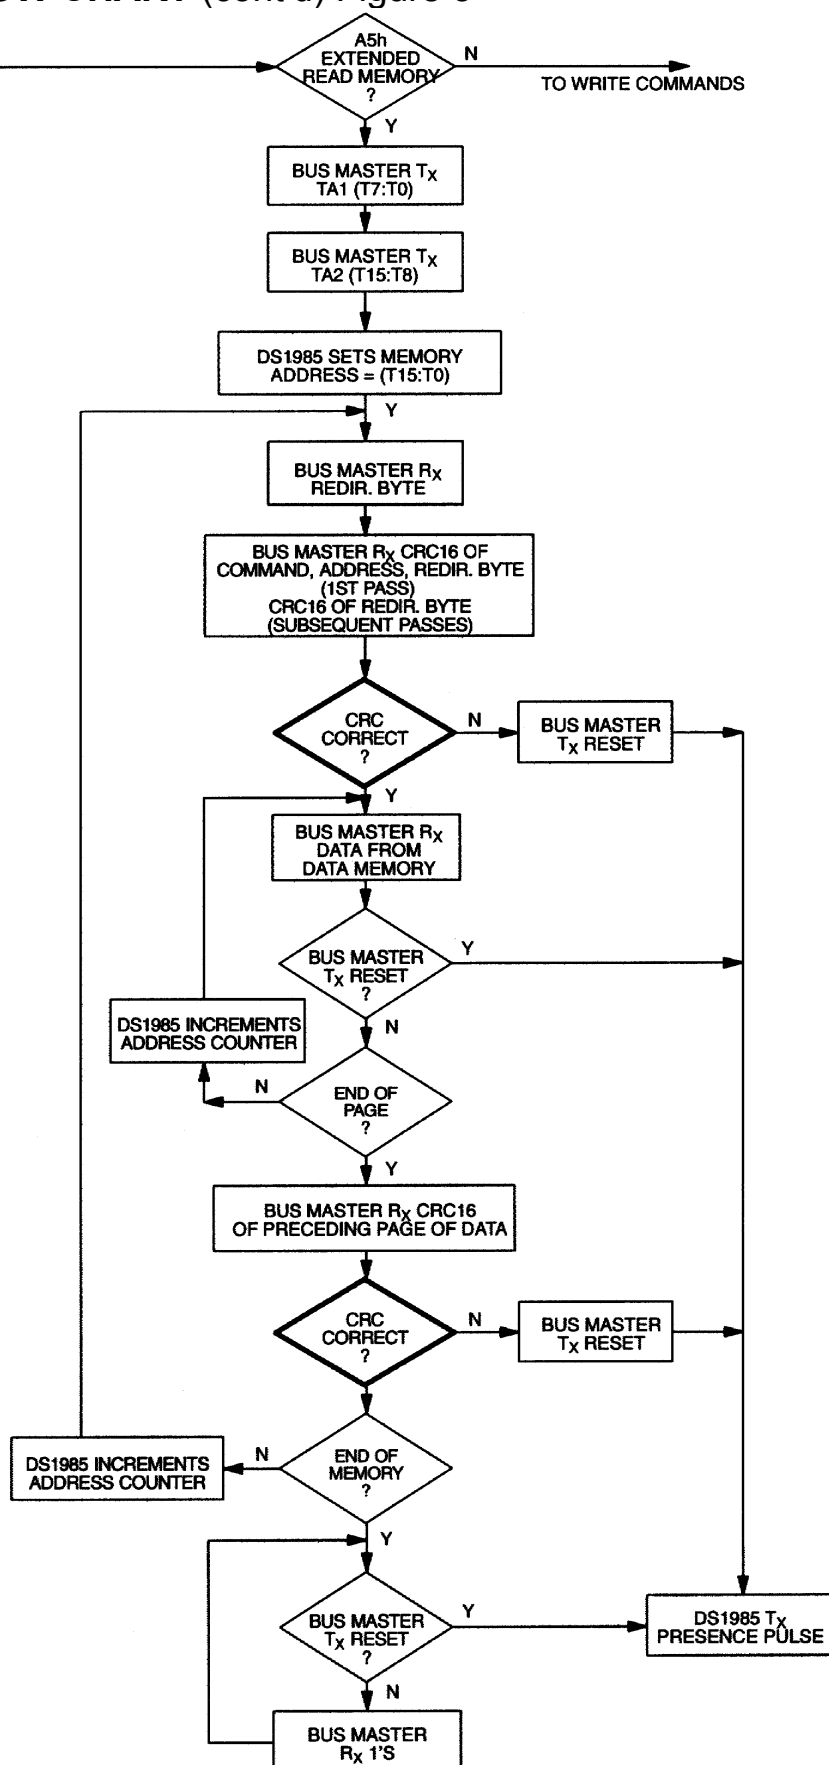 (cont'd) Figure 6
A5h
EXTENDED
READ MEMORY
?
N
TO WRITE COMMANDS
Y
BUS MASTER TX
TA1 (T7:T0)
BUS MASTER TX
TA2 (T15:T8)
DS1985 SETS MEMORY
ADDRESS = (T15:T0)
Y
BUS MASTER RX
REDIR. BYTE
BUS MASTER RX CRC16 OF
COMMAND, ADDRESS, REDIR. BYTE
(1ST PASS)
CRC16 OF REDIR. BYTE
(SUBSEQUENT PASSES)
CRC
CORRECT
?
N
BUS MASTER
TX RESET
Y
BUS MASTER RX
DATA FROM
DATA MEMORY
BUS MASTER
TX RESET
?
Y
N
DS1985 INCREMENTS
ADDRESS COUNTER
N
END OF
PAGE
?
Y
BUS MASTER RX CRC16
OF PRECEDING PAGE OF DATA
CRC
CORRECT
?
N
BUS MASTER
TX RESET
DS1985 INCREMENTS
ADDRESS COUNTER
N
END OF
MEMORY
?
Y
BUS MASTER
TX RESET
?
Y
DS1985 TX
PRESENCE PULSE
N
BUS MASTER
RX 1'S